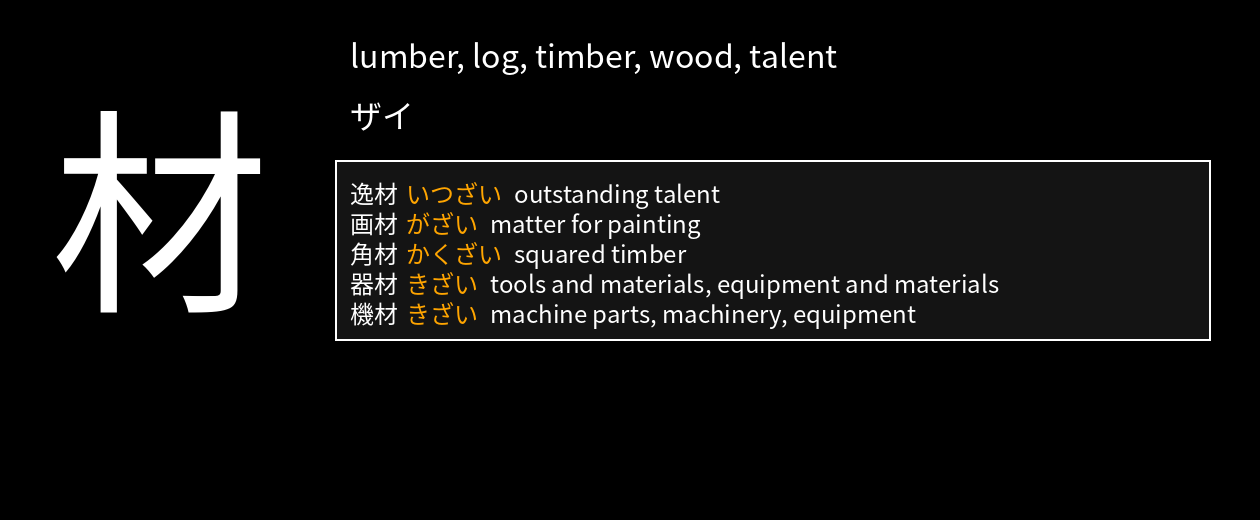 材
lumber, log, timber, wood, talent
ザイ
逸材 いつざい outstanding talent
画材 がざい matter for painting
角材 かくざい squared timber
器材 きざい tools and materials, equipment and materials
機材 きざい machine parts, machinery, equipment